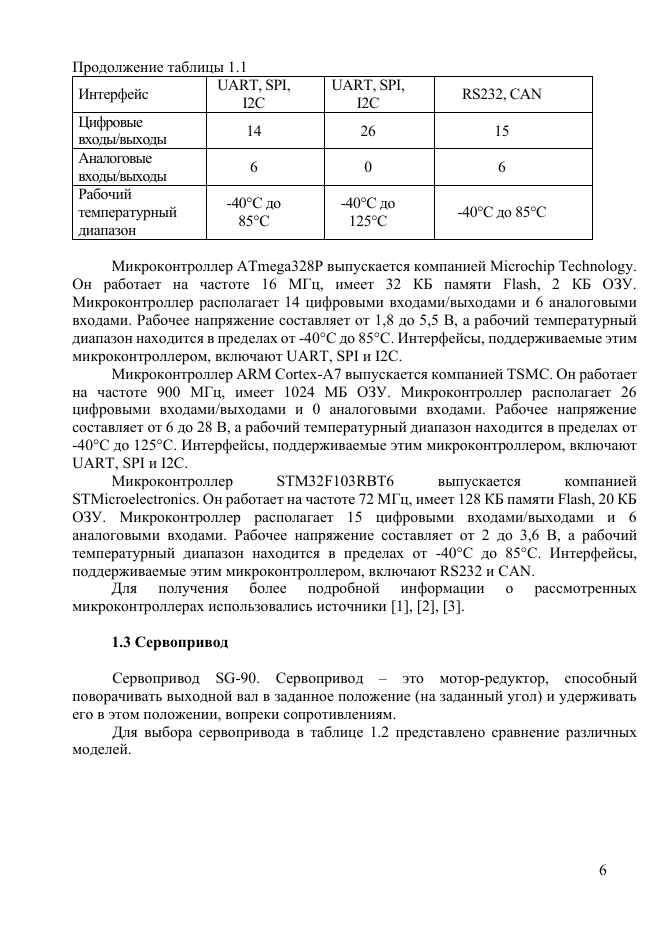 Продолжение таблицы 1.1
Интерфейс
UART, SPI,
I2C
UART, SPI,
I2C
RS232, CAN
Цифровые
входы/выходы
14
26
15
Аналоговые
входы/выходы
6
0
6
Рабочий
температурный
диапазон
-40°C до
85°C
-40°C до
125°C
-40°C до 85°C
Микроконтроллер ATmega328P выпускается компанией Microchip Technology.
Он работает на частоте 16 МГц, имеет 32 КБ памяти Flash, 2 КБ ОЗУ.
Микроконтроллер располагает 14 цифровыми входами/выходами и 6 аналоговыми
входами. Рабочее напряжение составляет от 1,8 до 5,5 В, а рабочий температурный
диапазон находится в пределах от -40°C до 85°C. Интерфейсы, поддерживаемые этим
микроконтроллером, включают UART, SPI и I2C.
Микроконтроллер ARM Cortex-A7 выпускается компанией TSMC. Он работает
на частоте 900 МГц, имеет 1024 МБ ОЗУ. Микроконтроллер располагает 26
цифровыми входами/выходами и 0 аналоговыми входами. Рабочее напряжение
составляет от 6 до 28 В, а рабочий температурный диапазон находится в пределах от
-40°C до 125°C. Интерфейсы, поддерживаемые этим микроконтроллером, включают
UART, SPI и I2C.
Микроконтроллер STM32F103RBT6 выпускается компанией
STMicroelectronics. Он работает на частоте 72 МГц, имеет 128 КБ памяти Flash, 20 КБ
ОЗУ. Микроконтроллер располагает 15 цифровыми входами/выходами и 6
аналоговыми входами. Рабочее напряжение составляет от 2 до 3,6 В, а рабочий
температурный диапазон находится в пределах от -40°C до 85°C. Интерфейсы,
поддерживаемые этим микроконтроллером, включают RS232 и CAN.
Для получения более подробной информации о рассмотренных
микроконтроллерах использовались источники [1], [2], [3].
1.3 Сервопривод
Сервопривод SG-90. Сервопривод – это мотор-редуктор, способный
поворачивать выходной вал в заданное положение (на заданный угол) и удерживать
его в этом положении, вопреки сопротивлениям.
Для выбора сервопривода в таблице 1.2 представлено сравнение различных
моделей.
6